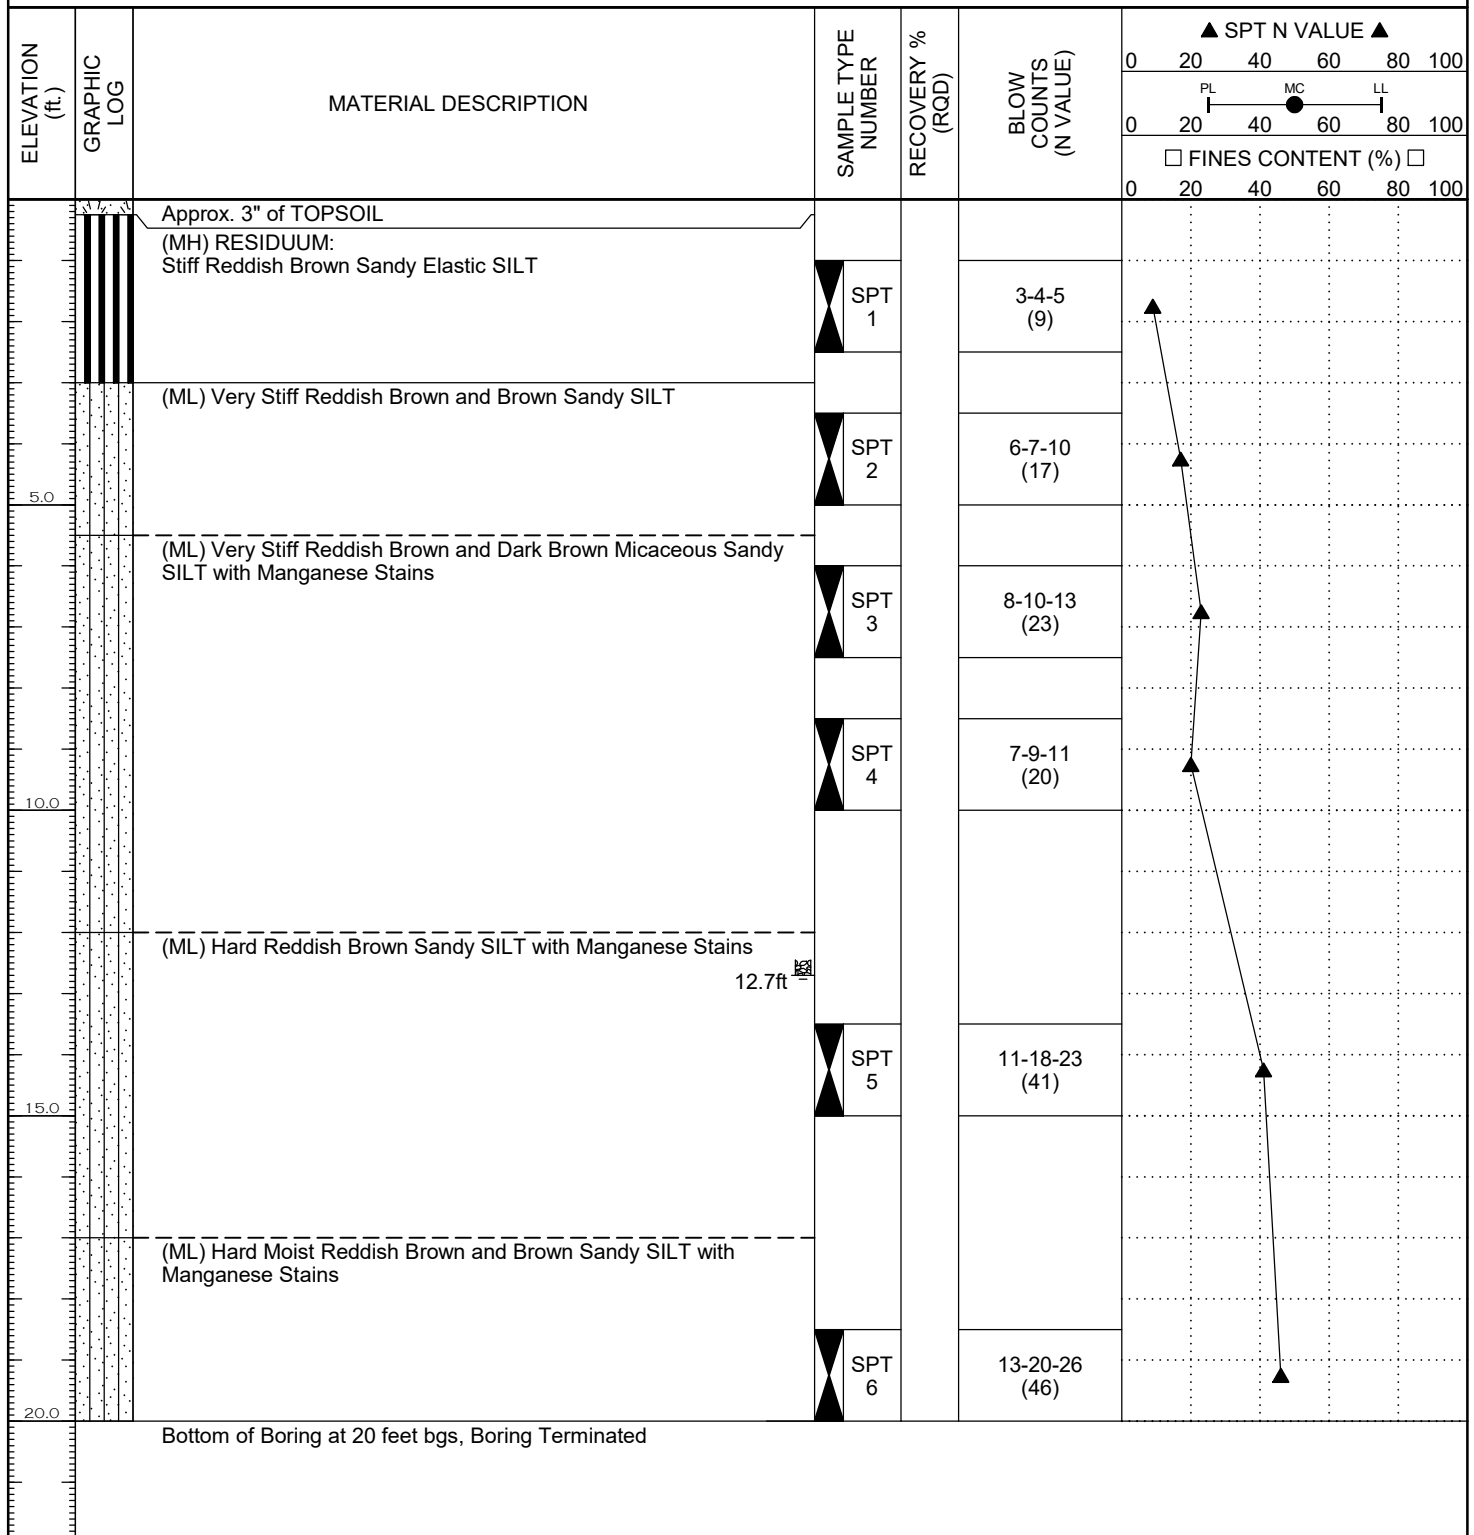 ELEVATION
(ft.)
GRAPHIC
LOG
MATERIAL DESCRIPTION
SAMPLE TYPE
NUMBER
RECOVERY %
(RQD)
BLOW
COUNTS
(N VALUE)
▲ SPT N VALUE ▲
0 20 40 60 80 100
PL MC LL
0 20 40 60 80 100
□ FINES CONTENT (%) □
0 20 40 60 80 100
Approx. 3" of TOPSOIL
(MH) RESIDUUM:
Stiff Reddish Brown Sandy Elastic SILT
SPT
1
3-4-5
(9)
(ML) Very Stiff Reddish Brown and Brown Sandy SILT
SPT
2
6-7-10
(17)
5.0
(ML) Very Stiff Reddish Brown and Dark Brown Micaceous Sandy
SILT with Manganese Stains
SPT
3
8-10-13
(23)
SPT
4
7-9-11
(20)
10.0
(ML) Hard Reddish Brown Sandy SILT with Manganese Stains
12.7ft
SPT
5
11-18-23
(41)
15.0
(ML) Hard Moist Reddish Brown and Brown Sandy SILT with
Manganese Stains
SPT
6
13-20-26
(46)
20.0
Bottom of Boring at 20 feet bgs, Boring Terminated